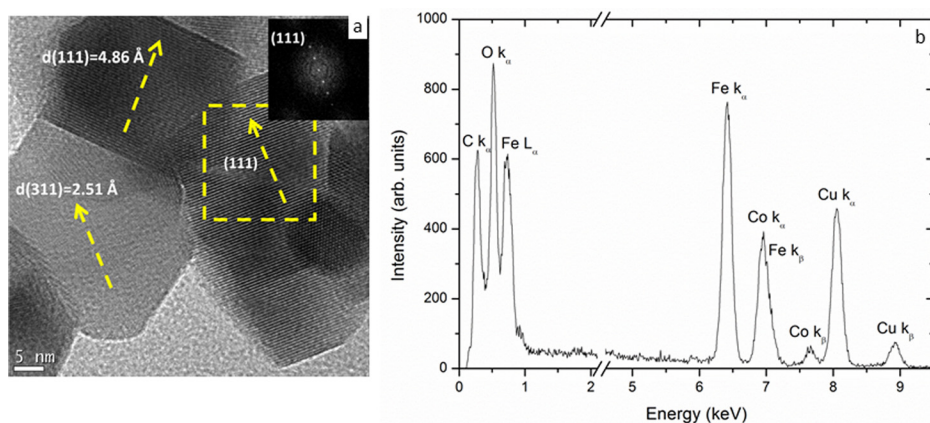 a
(111)
d(111)=4.86 Å
(111)
d(311)=2.51 Å
5 nm
b
1000
800
600
400
200
0
Intensity (arb. units)
C kα
O kα
Fe Lα
Fe kα
Co kα
Fe kβ
Co kβ
Cu kα
Cu kβ
0 1 2 5 6 7 8 9
Energy (keV)